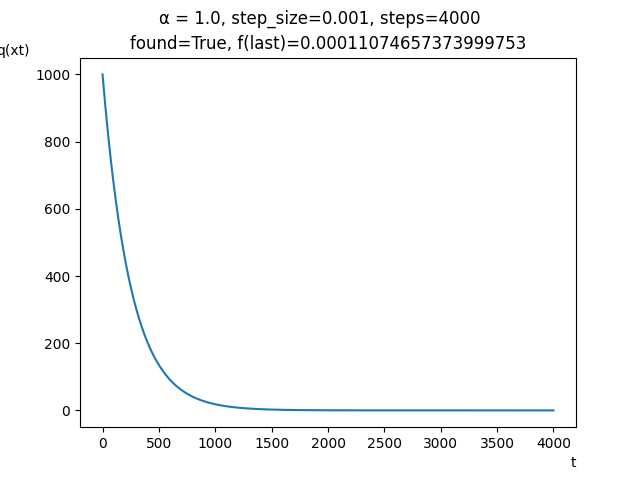 α = 1.0, step_size=0.001, steps=4000
found=True, f(last)=0.00011074657373999753
q(xt)
1000
800
600
400
200
0
0 500 1000 1500 2000 2500 3000 3500 4000
t